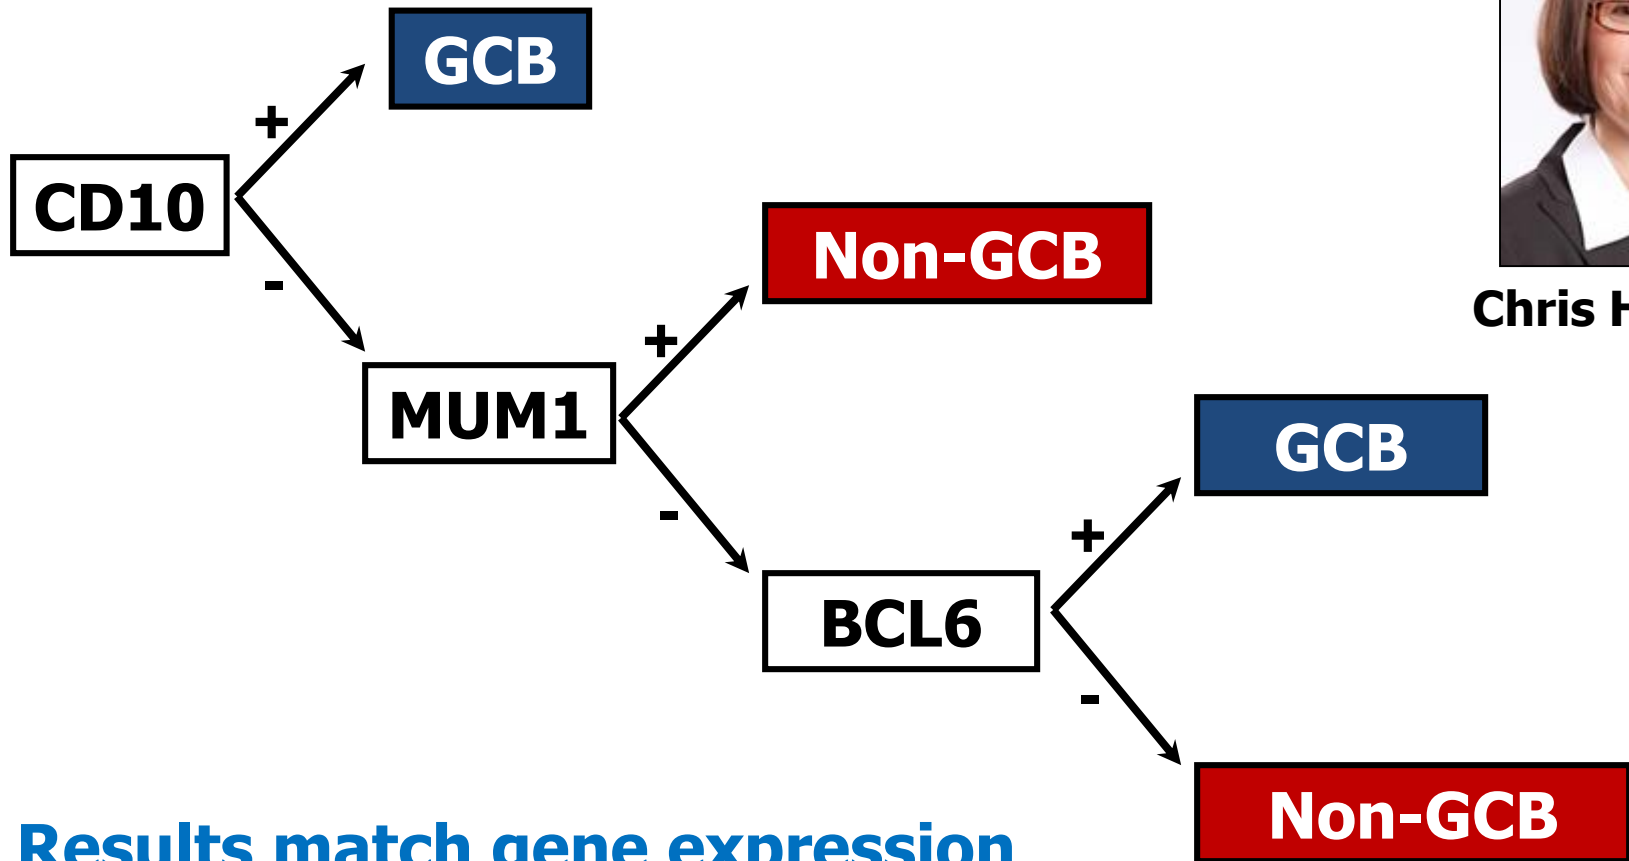 GCB
+
CD10
-
Non-GCB
Chris
+
MUM1
GCB
-
+
BCL6
-
Non-GCB
Results match gene expression